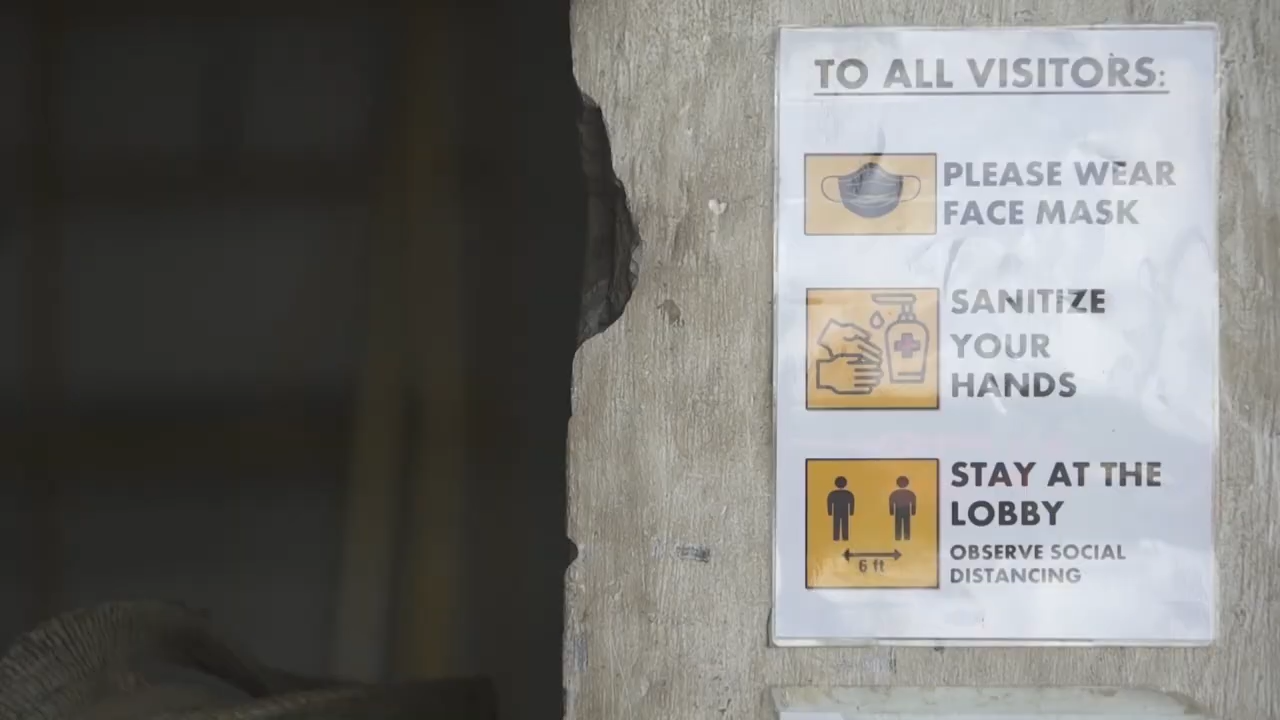 TO ALL VISITORS:
PLEASE WEAR
FACE MASK
SANITIZE
YOUR
HANDS
STAY AT THE
LOBBY
6 ft
OBSERVE SOCIAL
DISTANCING